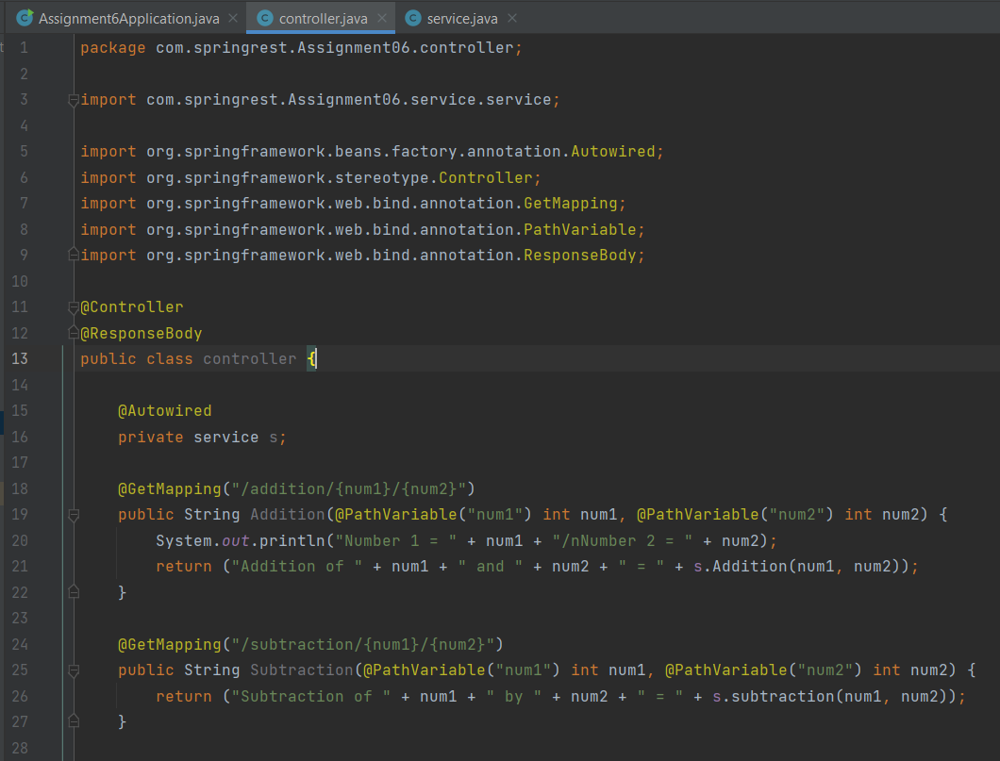 Assignment6Application.java controller.java service.java
1 package com.springrest.Assignment06.controller;
2
3 import com.springrest.Assignment06.service.service;
4
5 import org.springframework.beans.factory.annotation.Autowired;
6 import org.springframework.stereotype.Controller;
7 import org.springframework.web.bind.annotation.GetMapping;
8 import org.springframework.web.bind.annotation.PathVariable;
9 import org.springframework.web.bind.annotation.ResponseBody;
10
11 @Controller
12 @ResponseBody
13 public class controller {
14
15     @Autowired
16     private service s;
17
18     @GetMapping("/addition/{num1}/{num2}")
19     public String Addition(@PathVariable("num1") int num1, @PathVariable("num2") int num2) {
20         System.out.println("Number 1 = " + num1 + "/nNumber 2 = " + num2);
21         return ("Addition of " + num1 + " and " + num2 + " = " + s.Addition(num1, num2));
22     }
23
24     @GetMapping("/subtraction/{num1}/{num2}")
25     public String Subtraction(@PathVariable("num1") int num1, @PathVariable("num2") int num2) {
26         return ("Subtraction of " + num1 + " by " + num2 + " = " + s.subtraction(num1, num2));
27     }
28